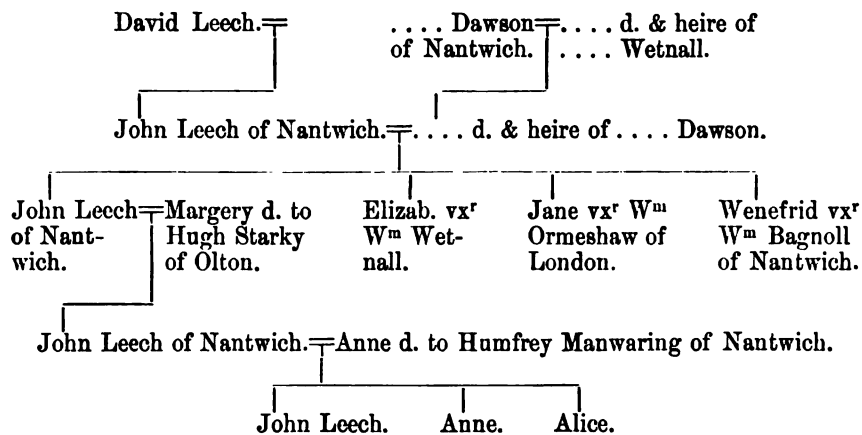 David Leech. .... Dawson .... d. & heire of
of Nantwich. .... Wetnall.
John Leech of Nantwich. .... d. & heire of .... Dawson.
John Leech Margery d. to Elizab. vxʳ Jane vxʳ Wᵐ Wenefrid vxʳ
of Nant- Hugh Starky Wᵐ Wet- Ormeshaw of Wᵐ Bagnoll
wich. of Olton. nall. London. of Nantwich.
John Leech of Nantwich. Anne d. to Humfrey Manwaring of Nantwich.
John Leech. Anne. Alice.